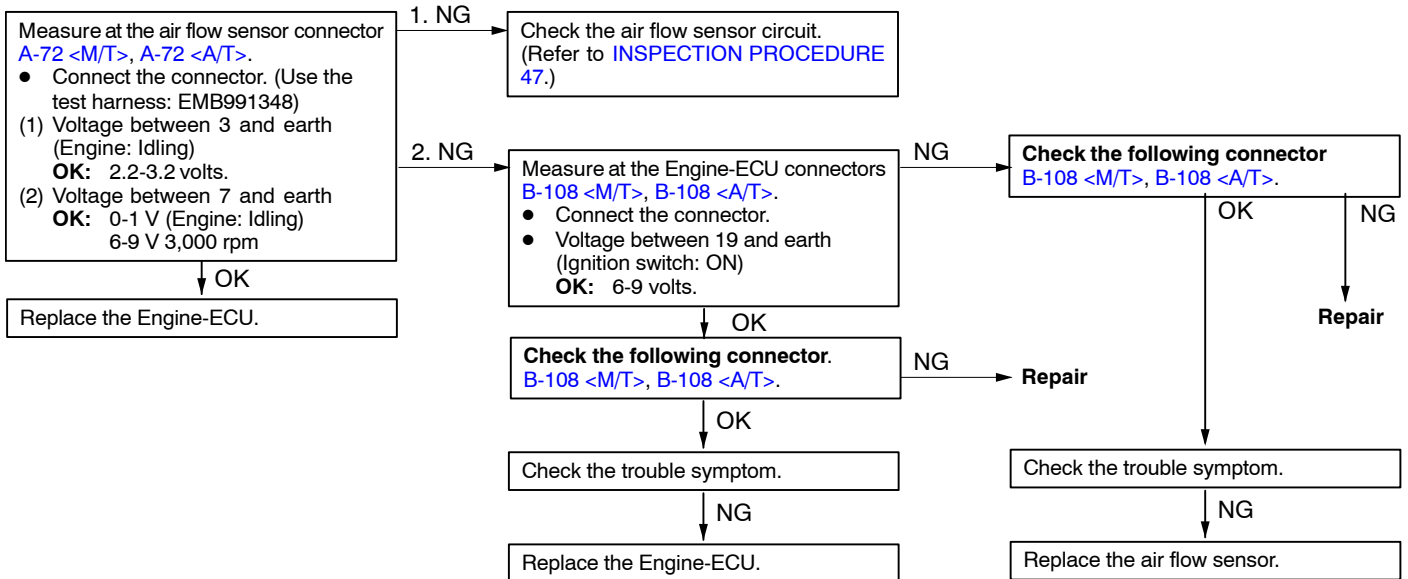 Measure at the air flow sensor connector
A-72 <M/T>, A-72 <A/T>.
● Connect the connector. (Use the
test harness: EMB991348)
(1) Voltage between 3 and earth
(Engine: Idling)
OK: 2.2-3.2 volts.
(2) Voltage between 7 and earth
OK: 0-1 V (Engine: Idling)
6-9 V 3,000 rpm
OK
Replace the Engine-ECU.
1. NG
Check the air flow sensor circuit.
(Refer to INSPECTION PROCEDURE
47.)
2. NG
Measure at the Engine-ECU connectors
B-108 <M/T>, B-108 <A/T>.
● Connect the connector.
● Voltage between 19 and earth
(Ignition switch: ON)
OK: 6-9 volts.
OK
Check the following connector.
B-108 <M/T>, B-108 <A/T>.
NG
Repair
OK
Check the trouble symptom.
NG
Replace the Engine-ECU.
NG
Check the following connector
B-108 <M/T>, B-108 <A/T>.
OK
NG
Repair
Check the trouble symptom.
NG
Replace the air flow sensor.